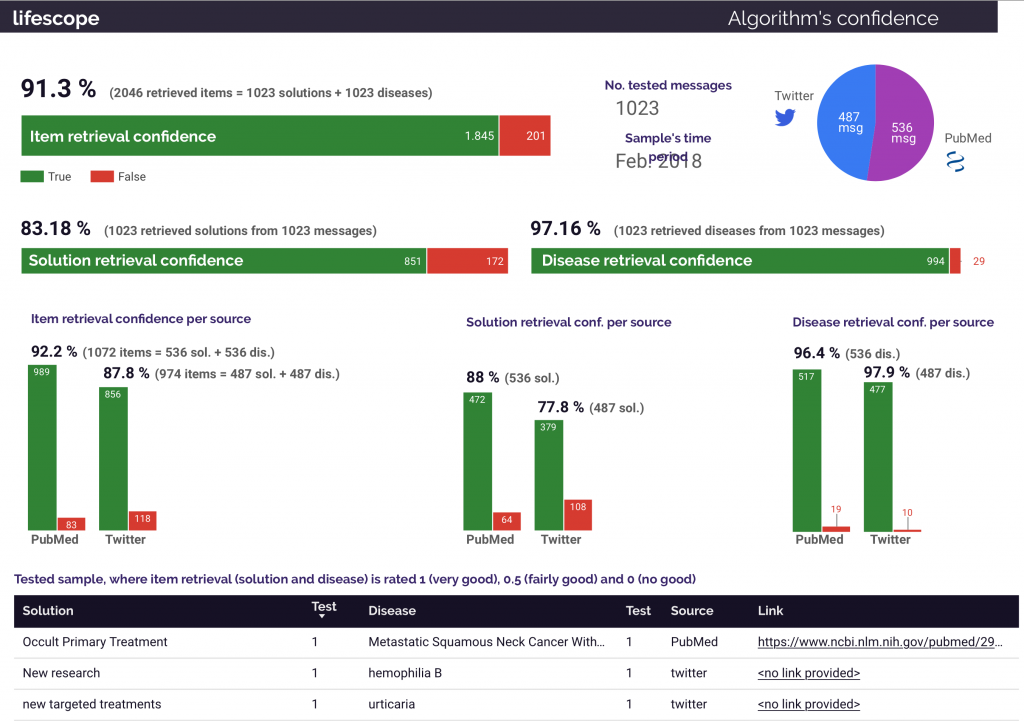 lifescope
Algorithm's confidence
91.3 % (2046 retrieved items = 1023 solutions + 1023 diseases)
Item retrieval confidence 1.845 201
True False
No. tested messages
1023
Sample's time
period
Feb. 2018
Twitter
487
msg
536
msg
PubMed
83.18 % (1023 retrieved solutions from 1023 messages)
Solution retrieval confidence 851 172
97.16 % (1023 retrieved diseases from 1023 messages)
Disease retrieval confidence 994 29
Item retrieval confidence per source
92.2 % (1072 items = 536 sol. + 536 dis.)
989
87.8 % (974 items = 487 sol. + 487 dis.)
856
83
118
PubMed Twitter
Solution retrieval conf. per source
88 % (536 sol.)
472
77.8 % (487 sol.)
379
64
108
PubMed Twitter
Disease retrieval conf. per source
96.4 % (536 dis.)
517
97.9 % (487 dis.)
477
19
10
PubMed Twitter
Tested sample, where item retrieval (solution and disease) is rated 1 (very good), 0.5 (fairly good) and 0 (no good)
Solution Test Disease Test Source Link
Occult Primary Treatment 1 Metastatic Squamous Neck Cancer With... 1 PubMed https://www.ncbi.nlm.nih.gov/pubmed/29...
New research 1 hemophilia B 1 twitter <no link provided>
new targeted treatments 1 urticaria 1 twitter <no link provided>